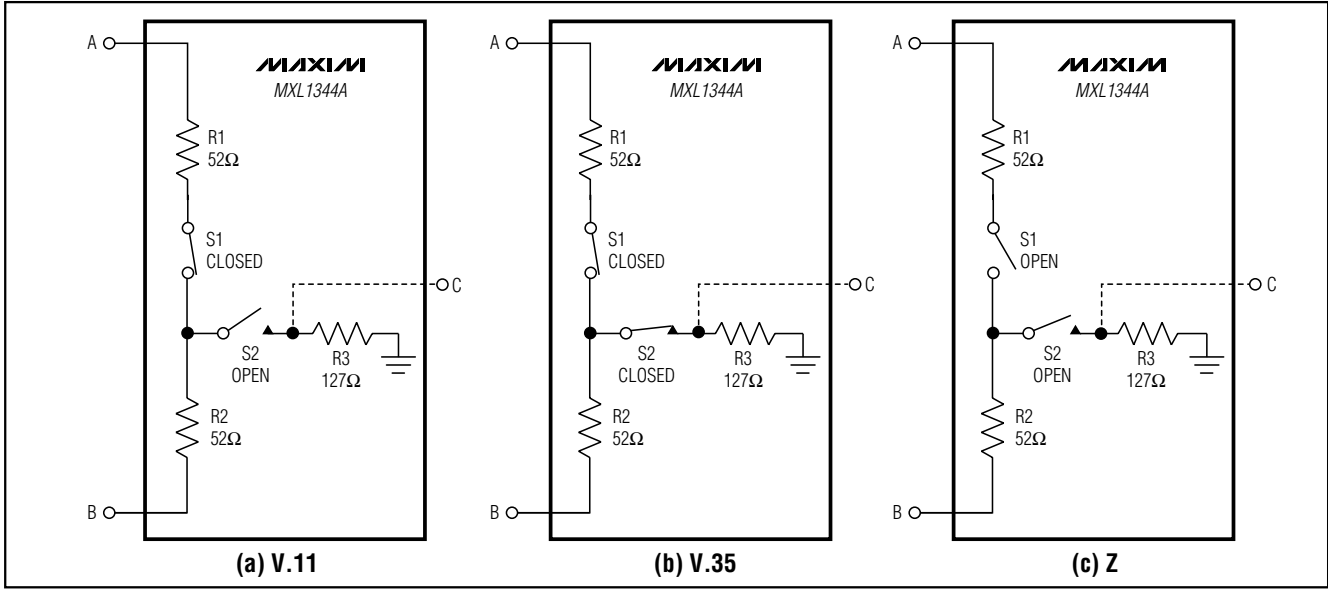 A
MAXIM
MXL1344A
R1
52Ω
S1
CLOSED
C
S2
OPEN
R3
127Ω
R2
52Ω
B
(a) V.11
A
MAXIM
MXL1344A
R1
52Ω
S1
CLOSED
C
S2
CLOSED
R3
127Ω
R2
52Ω
B
(b) V.35
A
MAXIM
MXL1344A
R1
52Ω
S1
OPEN
C
S2
OPEN
R3
127Ω
R2
52Ω
B
(c) Z